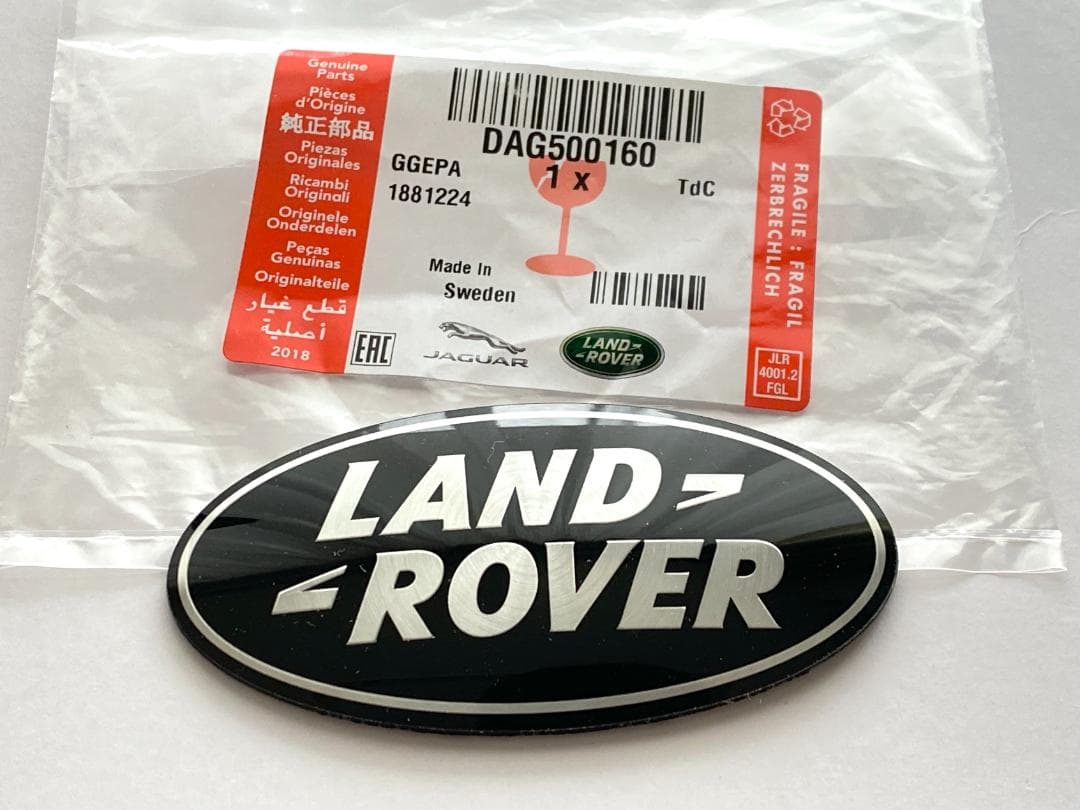 Genuine
Parts
Pièces
d'Origine
純正部品
Piezas
Originales
Ricambi
Originali
Originele
Onderdelen
Peças
Genuínas
Originalteile
قطع غيار
أصلية
2018
DAG500160
1 x
GGEPA
1881224
TdC
Made In
Sweden
EAC
JAGUAR
LAND
ROVER
FRAGILE : FRAGIL
ZERBRECHLICH
JLR
4001.2
FGL
LAND
ROVER